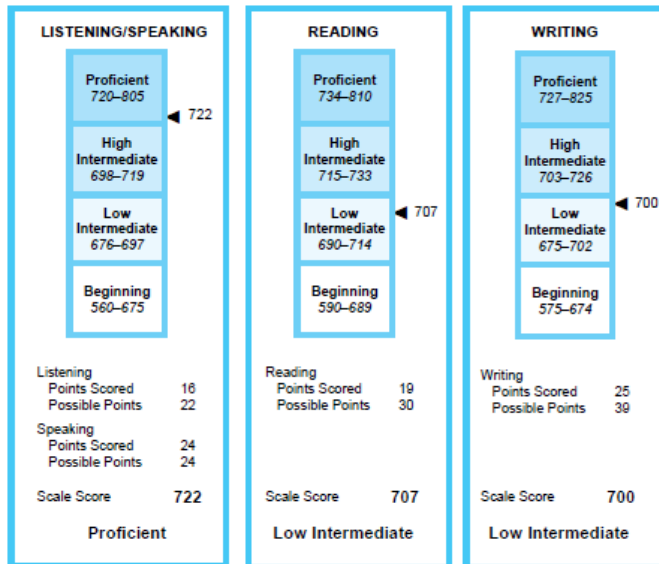 LISTENING/SPEAKING
Proficient
720–805
722
High
Intermediate
698–719
Low
Intermediate
676–697
Beginning
560–675
Listening
Points Scored 16
Possible Points 22
Speaking
Points Scored 24
Possible Points 24
Scale Score 722
Proficient
READING
Proficient
734–810
High
Intermediate
715–733
707
Low
Intermediate
690–714
Beginning
590–689
Reading
Points Scored 19
Possible Points 30
Scale Score 707
Low Intermediate
WRITING
Proficient
727–825
High
Intermediate
703–726
700
Low
Intermediate
675–702
Beginning
575–674
Writing
Points Scored 25
Possible Points 39
Scale Score 700
Low Intermediate